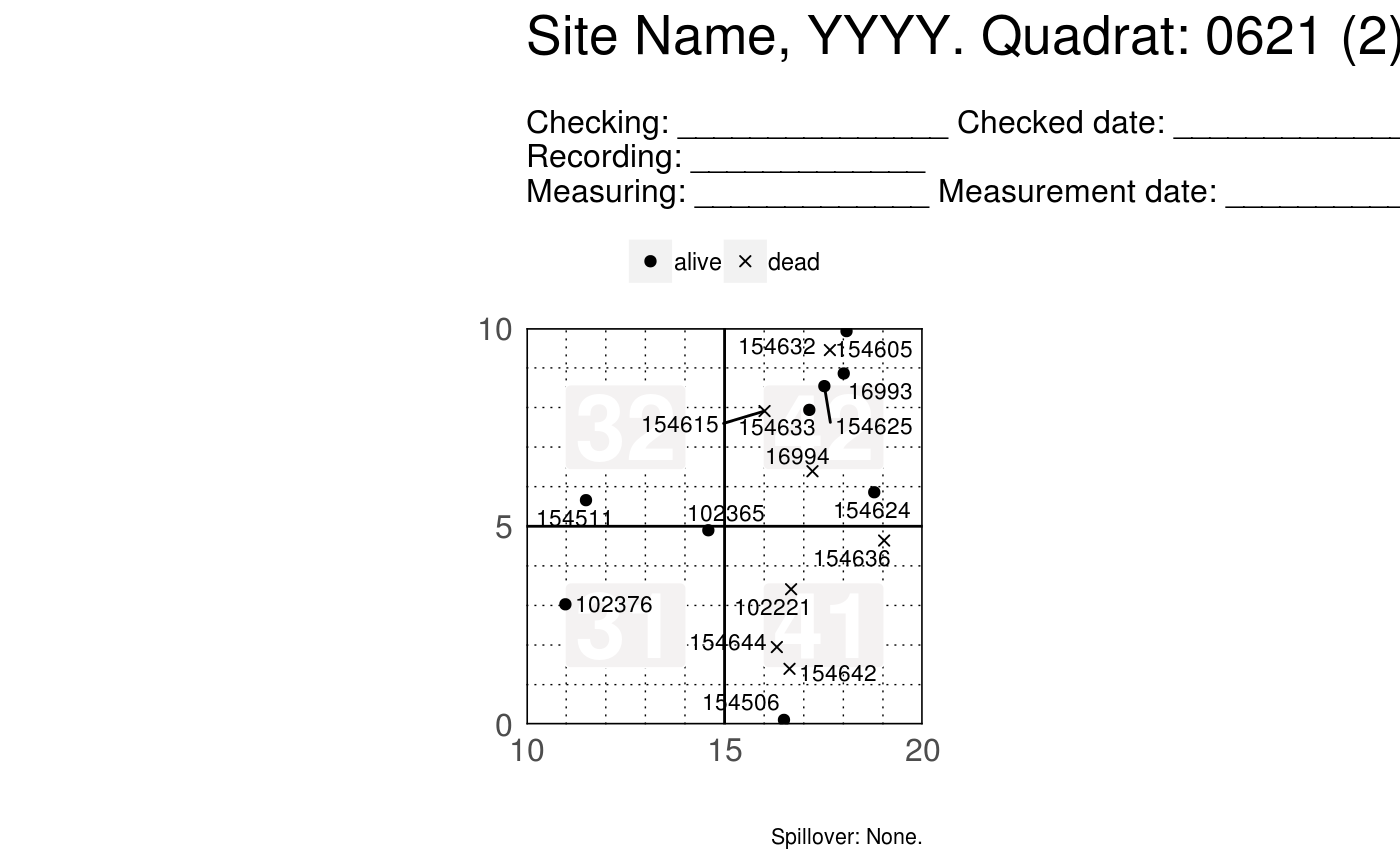 Site Name, YYYY. Quadrat: 0621 (2)
Checking: _______________ Checked date: _____________
Recording: _____________
Measuring: _____________ Measurement date: __________
alive dead
10
154632 154605
16993
32 42
154615 154633 154625
16994
154511 102365 154624
5
154636
31 41
102376 102221
154644
154642
154506
0
10 15 20
Spillover: None.